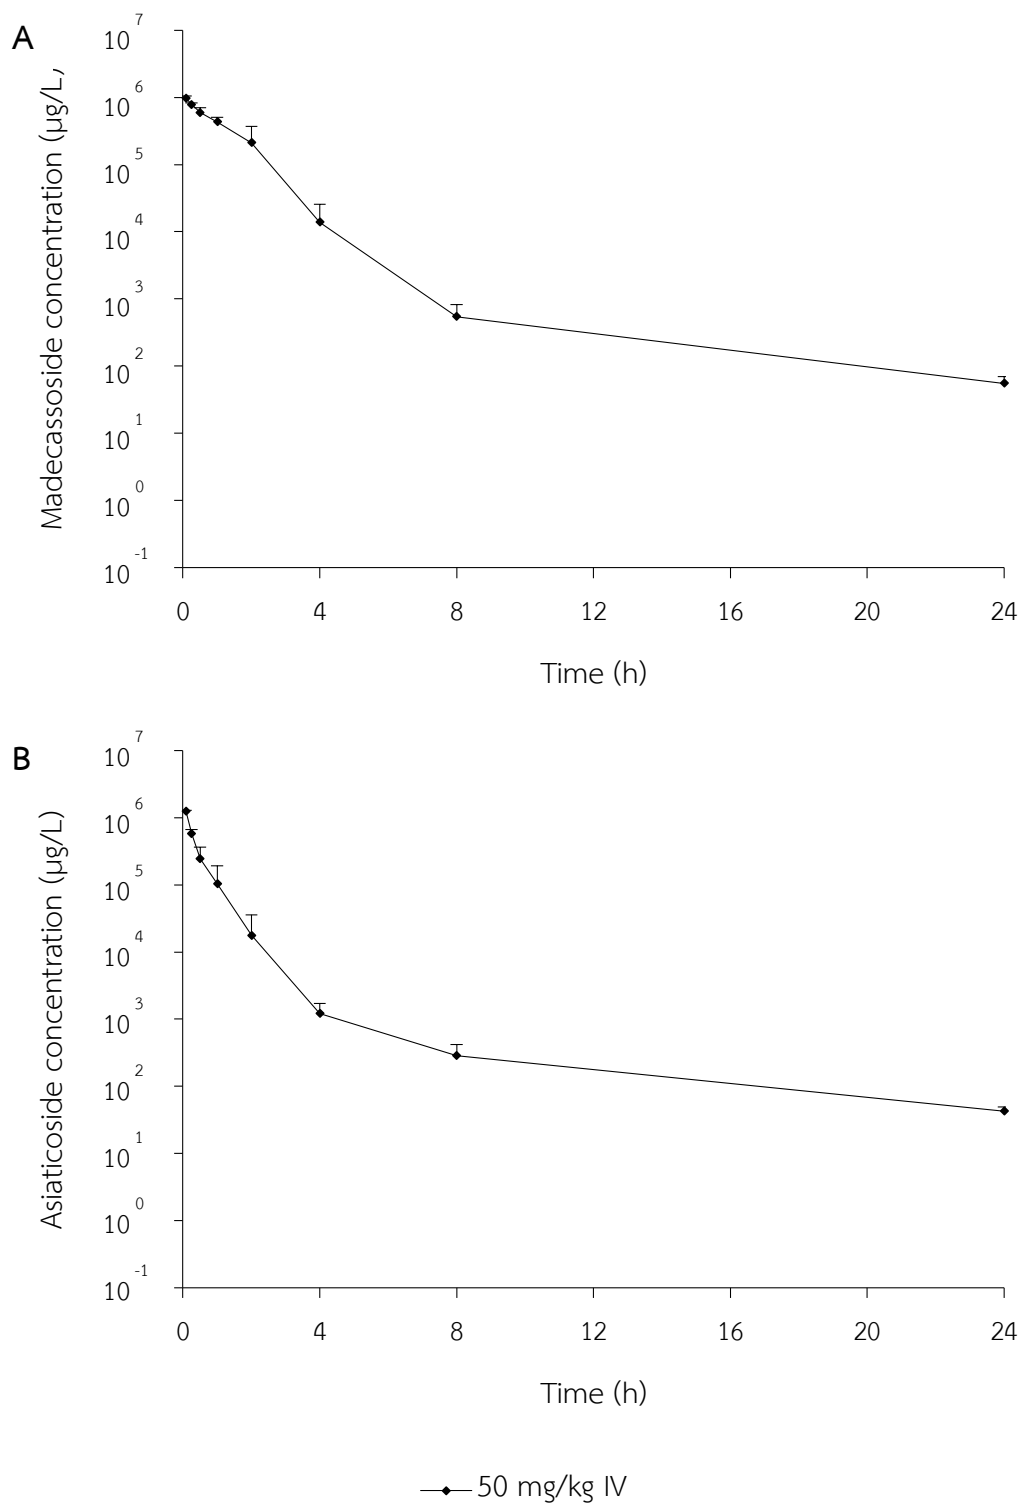 A
Madecassoside concentration (µg/L)
10 7
10 6
10 5
10 4
10 3
10 2
10 1
10 0
10 -1
0 4 8 12 16 20 24
Time (h)
B
Asiaticoside concentration (µg/L)
10 7
10 6
10 5
10 4
10 3
10 2
10 1
10 0
10 -1
0 4 8 12 16 20 24
Time (h)
50 mg/kg IV